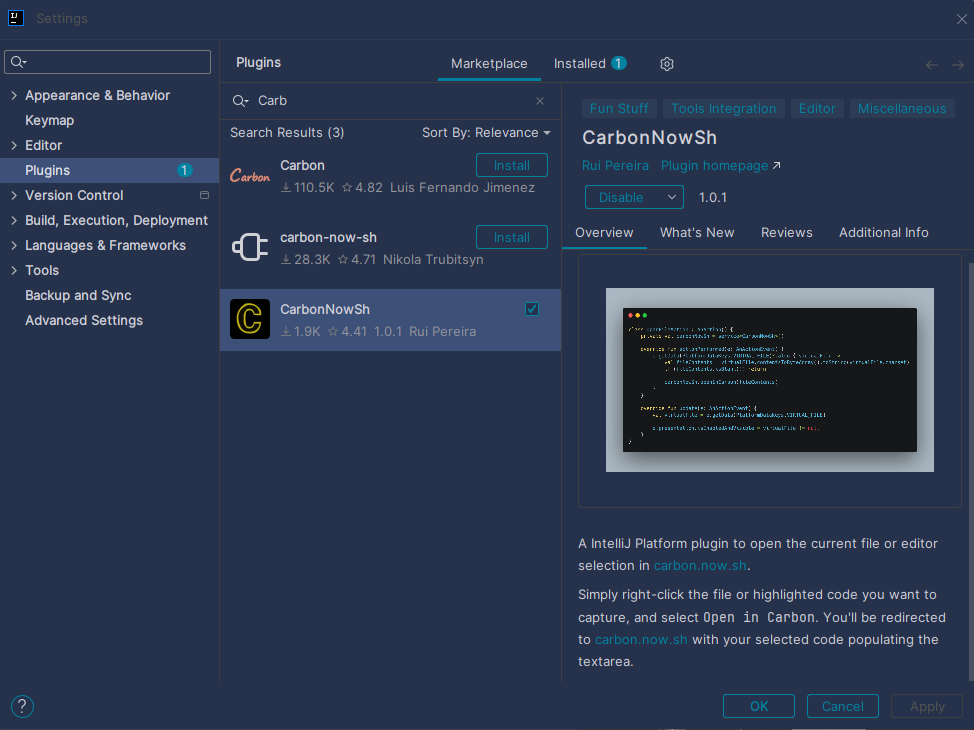 Settings
Plugins
Marketplace
Installed 1
Appearance & Behavior
Keymap
Editor
Plugins 1
Version Control
Build, Execution, Deployment
Languages & Frameworks
Tools
Backup and Sync
Advanced Settings
Carb
Search Results (3)
Sort By: Relevance
Carbon
Carbon
Install
110.5K 4.82 Luis Fernando Jimenez
carbon-now-sh
Install
28.3K 4.71 Nikola Trubitsyn
C
CarbonNowSh
1.9K 4.41 1.0.1 Rui Pereira
Fun Stuff
Tools Integration
Editor
Miscellaneous
CarbonNowSh
Rui Pereira Plugin homepage
Disable
1.0.1
Overview
What's New
Reviews
Additional Info
A IntelliJ Platform plugin to open the current file or editor
selection in carbon.now.sh.
Simply right-click the file or highlighted code you want to
capture, and select Open in Carbon. You'll be redirected
to carbon.now.sh with your selected code populating the
textarea.
?
OK
Cancel
Apply